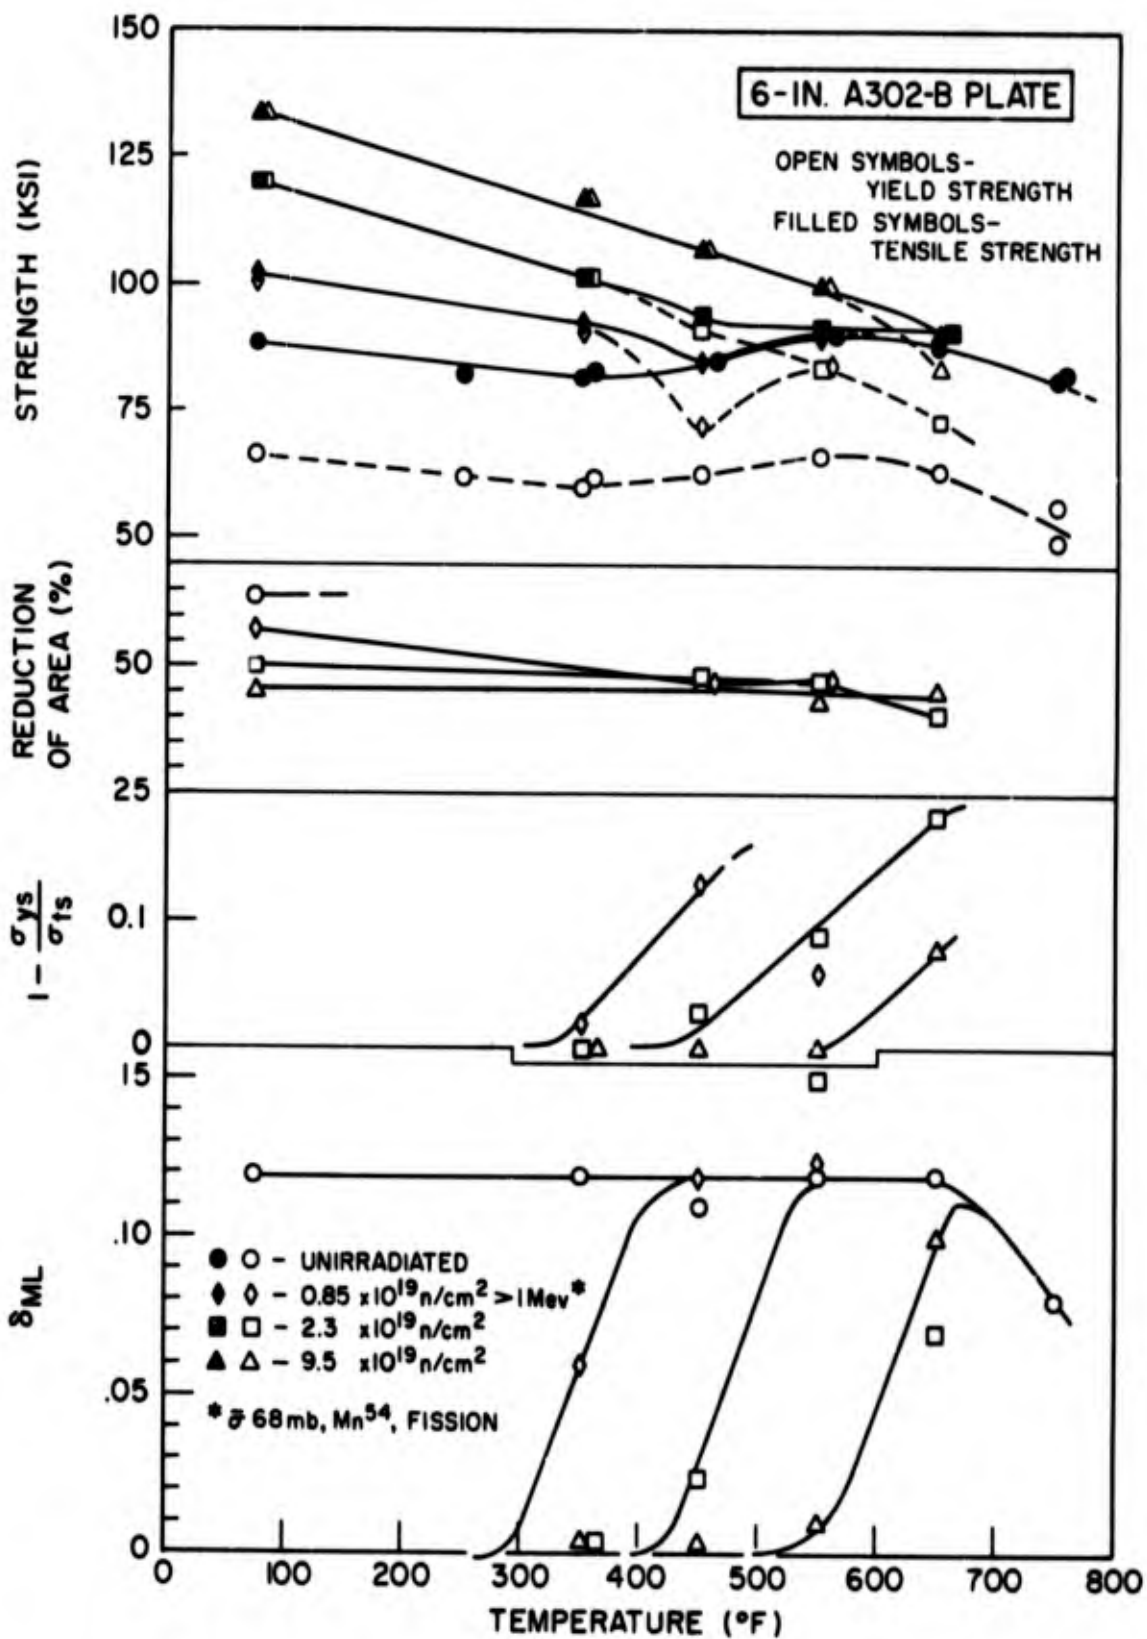 6-IN. A302-B PLATE
OPEN SYMBOLS-
YIELD STRENGTH
FILLED SYMBOLS-
TENSILE STRENGTH
STRENGTH (KSI)
150
125
100
75
50
REDUCTION
OF AREA (%)
50
25
1 - σys/σts
0.1
0
δML
15
.10
.05
0
● ○ - UNIRRADIATED
♦ ◊ - 0.85 x10¹⁹n/cm² >1Mev*
■ □ - 2.3 x10¹⁹n/cm²
▲ △ - 9.5 x10¹⁹n/cm²
* σ̄ 68mb, Mn⁵⁴, FISSION
0 100 200 300 400 500 600 700 800
TEMPERATURE (°F)